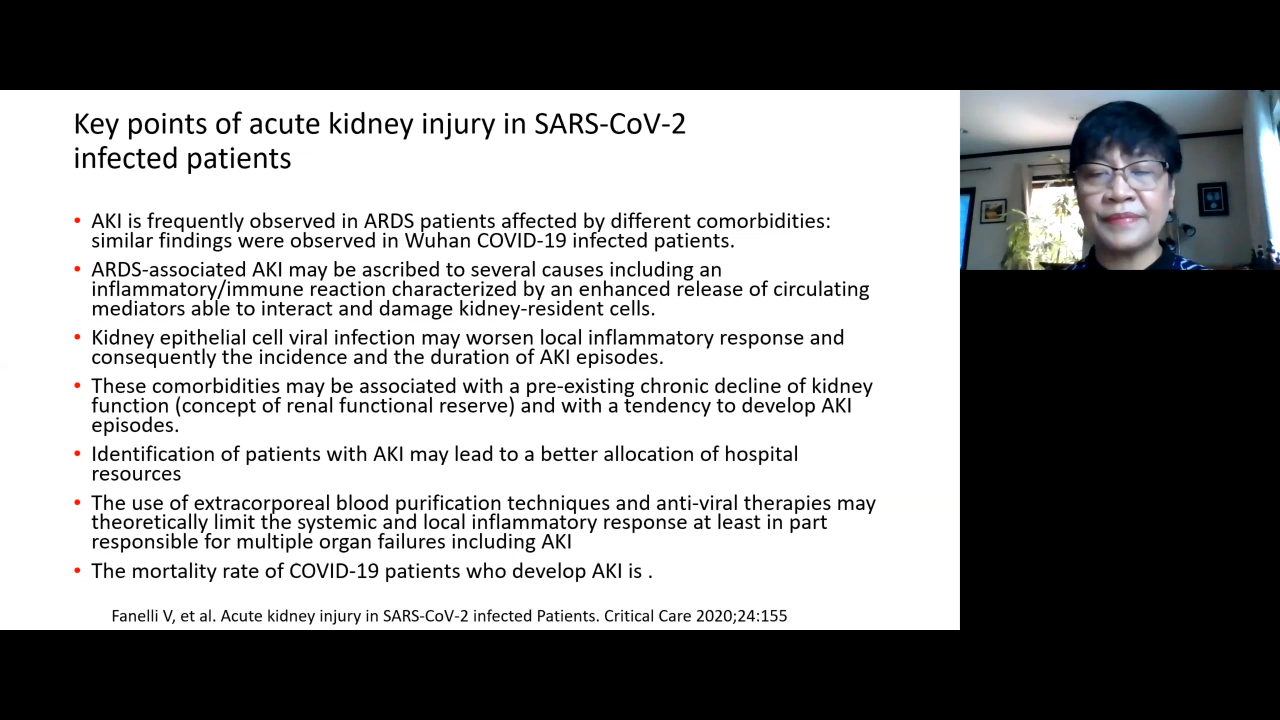 Key points of acute kidney injury in SARS-CoV-2
infected patients
• AKI is frequently observed in ARDS patients affected by different comorbidities:
similar findings were observed in Wuhan COVID-19 infected patients.
• ARDS-associated AKI may be ascribed to several causes including an
inflammatory/immune reaction characterized by an enhanced release of circulating
mediators able to interact and damage kidney-resident cells.
• Kidney epithelial cell viral infection may worsen local inflammatory response and
consequently the incidence and the duration of AKI episodes.
• These comorbidities may be associated with a pre-existing chronic decline of kidney
function (concept of renal functional reserve) and with a tendency to develop AKI
episodes.
• Identification of patients with AKI may lead to a better allocation of hospital
resources
• The use of extracorporeal blood purification techniques and anti-viral therapies may
theoretically limit the systemic and local inflammatory response at least in part
responsible for multiple organ failures including AKI
• The mortality rate of COVID-19 patients who develop AKI is .
Fanelli V, et al. Acute kidney injury in SARS-CoV-2 infected Patients. Critical Care 2020;24:155